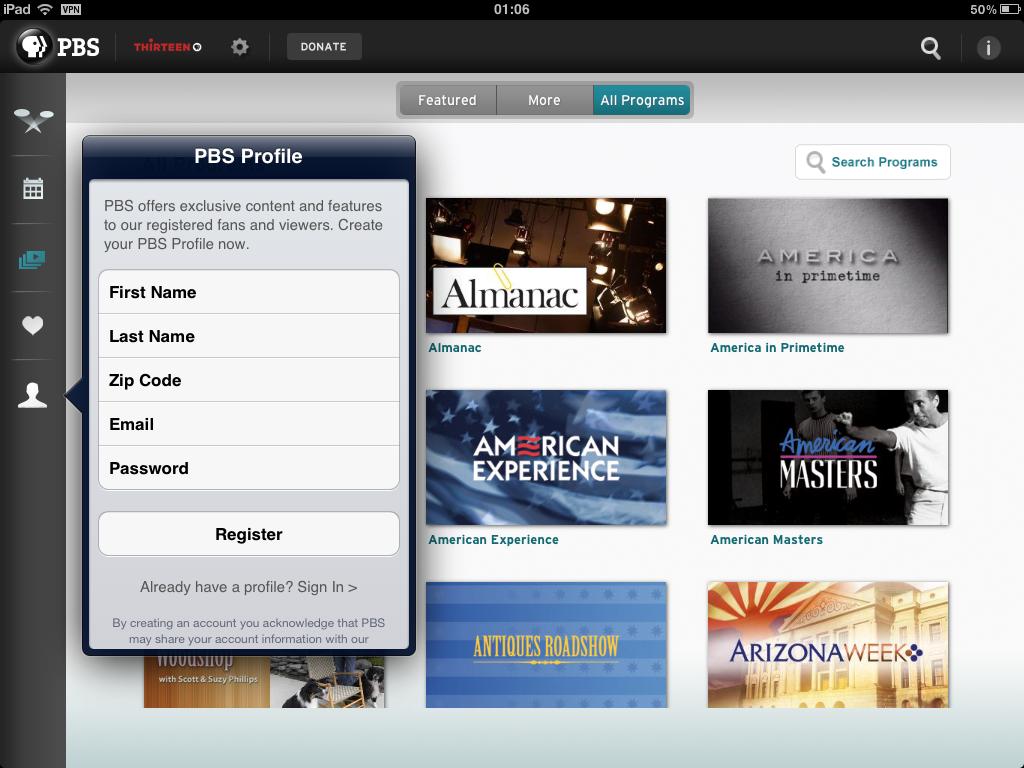 iPad VPN 01:06 50%
PBS THIRTEEN DONATE i
Featured More All Programs
PBS Profile
Search Programs
PBS offers exclusive content and features
to our registered fans and viewers. Create
your PBS Profile now.
First Name
Last Name
Zip Code
Email
Password
Register
Already have a profile? Sign In >
By creating an account you acknowledge that PBS
may share your account information with our
Almanac
Almanac
AMERICA
in primetime
America in Primetime
AMERICAN
EXPERIENCE
American Experience
American
MASTERS
American Masters
Woodshop
with Scott & Suzy Phillips
ANTIQUES ROADSHOW
ARIZONAWEEK